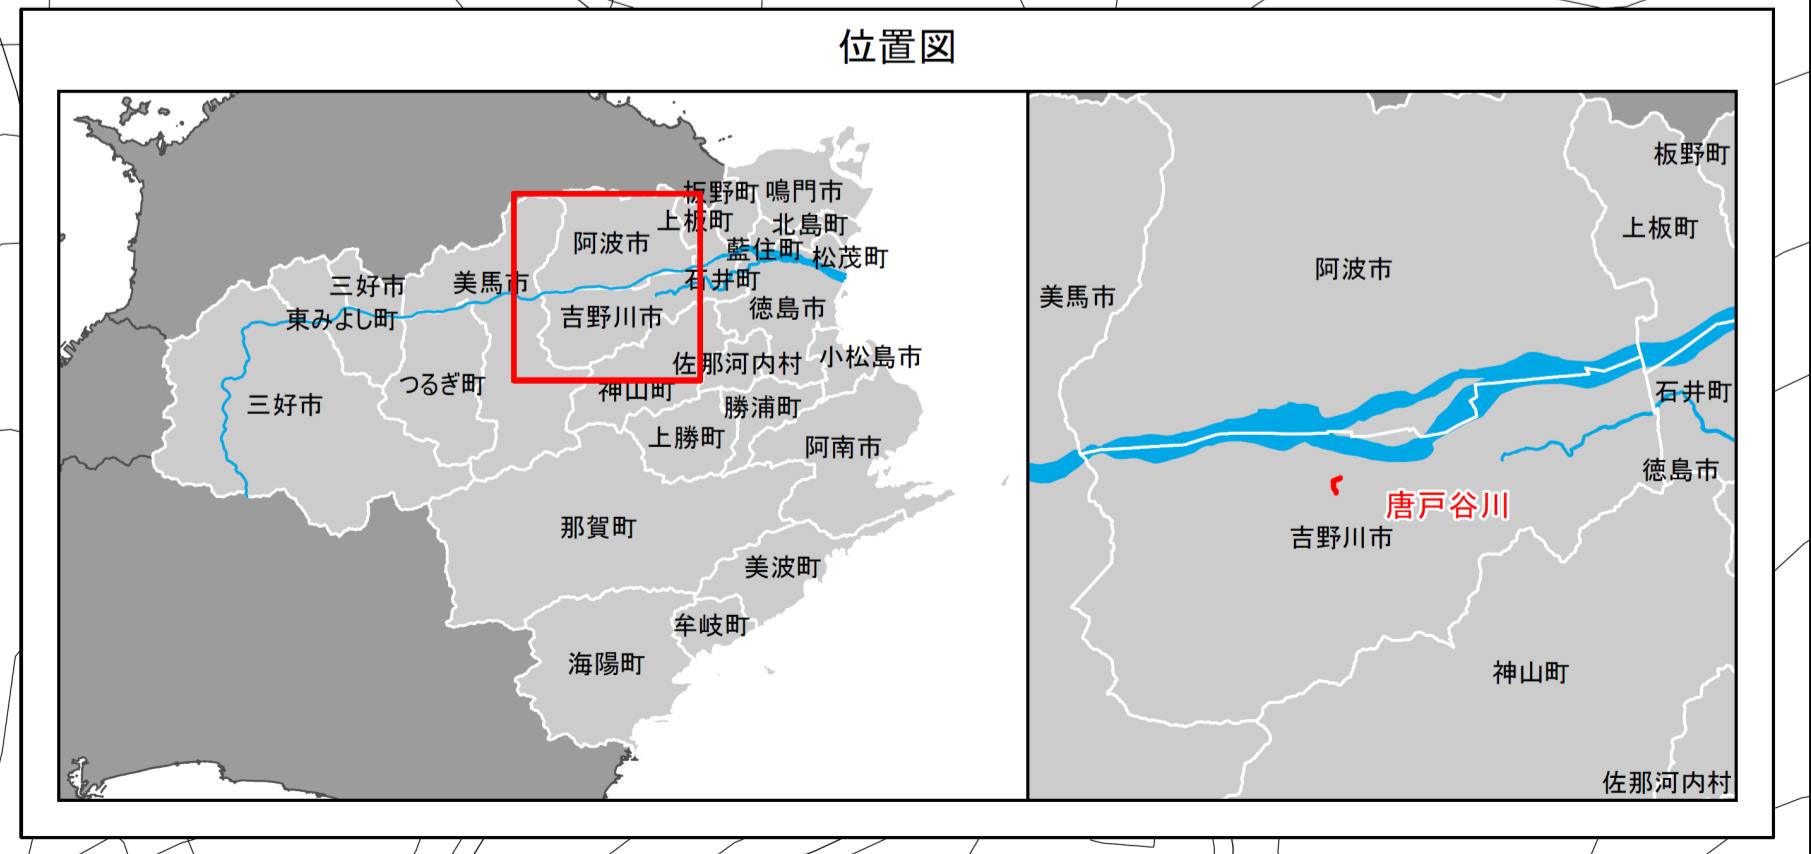 位置図
板野町
鳴門市
上板町
北島町
阿波市
藍住町
松茂町
三好市
美馬市
石井町
東みよし町
吉野川市
徳島市
佐那河内村
小松島市
つるぎ町
神山町
三好市
勝浦町
上勝町
阿南市
那賀町
美波町
牟岐町
海陽町
板野町
上板町
阿波市
美馬市
石井町
徳島市
唐戸谷川
吉野川市
神山町
佐那河内村